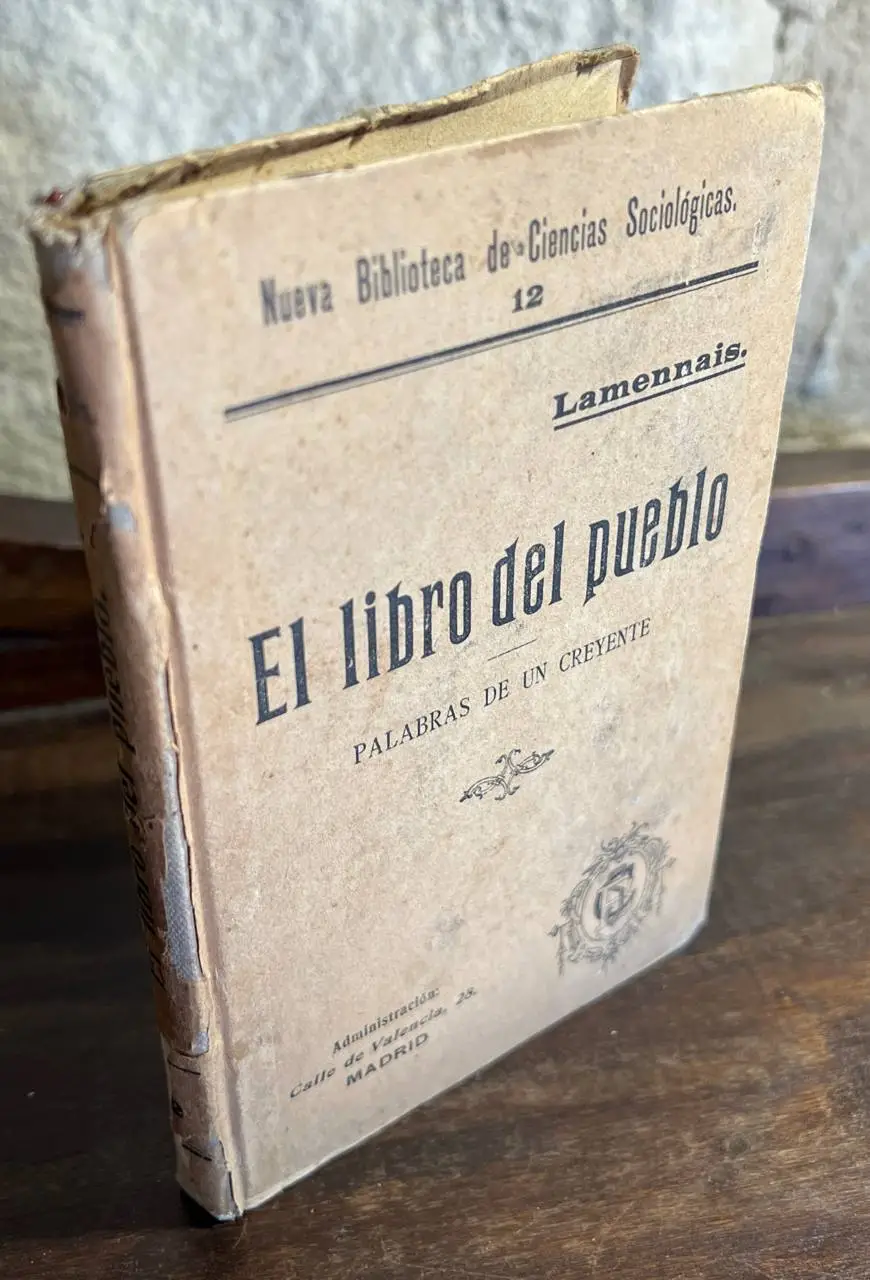 Nueva Biblioteca de Ciencias Sociológicas.
12
Lamennais.
El libro del pueblo
PALABRAS DE UN CREYENTE
Administración:
Calle de Valencia, 28.
MADRID
El libro del pueblo.